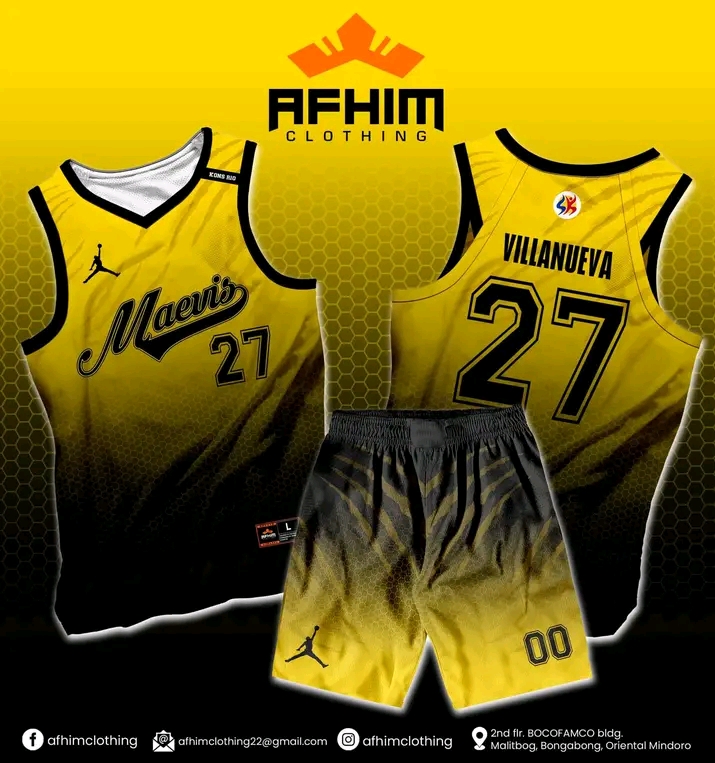 AFHIM
CLOTHING
KONS RIO
Maevis
27
VILLANUEVA
27
L
00
afhimclothing
afhimclothing22@gmail.com
afhimclothing
2nd flr. BOCOFAMCO bldg.
Malitbog, Bongabong, Oriental Mindoro